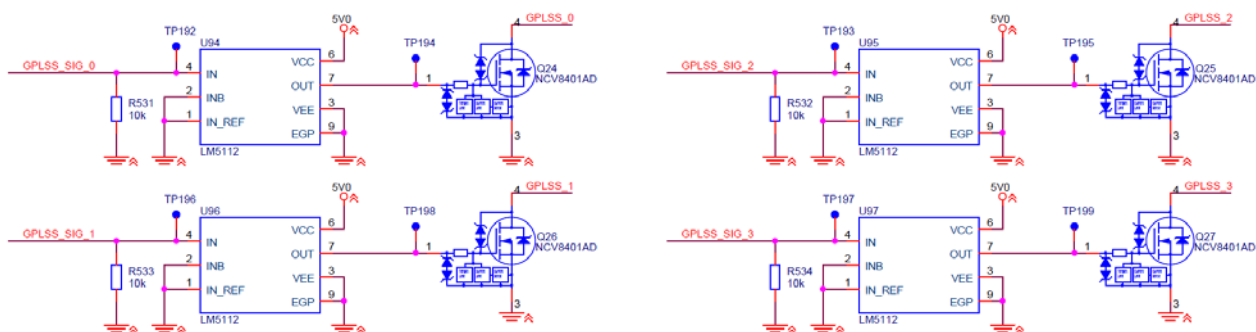 GPLSS_0
4
TP192
U94
5V0
TP194
GPLSS_SIG_0
4 IN
VCC 6
OUT 7
1
Q24
NCV8401AD
R531
10k
2 INB
1 IN_REF
VEE 3
EGP 9
3
LM5112
GPLSS_2
4
TP193
U95
5V0
TP195
GPLSS_SIG_2
4 IN
VCC 6
OUT 7
1
Q25
NCV8401AD
R532
10k
2 INB
1 IN_REF
VEE 3
EGP 9
3
LM5112
GPLSS_1
4
TP196
U96
5V0
TP198
GPLSS_SIG_1
4 IN
VCC 6
OUT 7
1
Q26
NCV8401AD
R533
10k
2 INB
1 IN_REF
VEE 3
EGP 9
3
LM5112
GPLSS_3
4
TP197
U97
5V0
TP199
GPLSS_SIG_3
4 IN
VCC 6
OUT 7
1
Q27
NCV8401AD
R534
10k
2 INB
1 IN_REF
VEE 3
EGP 9
3
LM5112